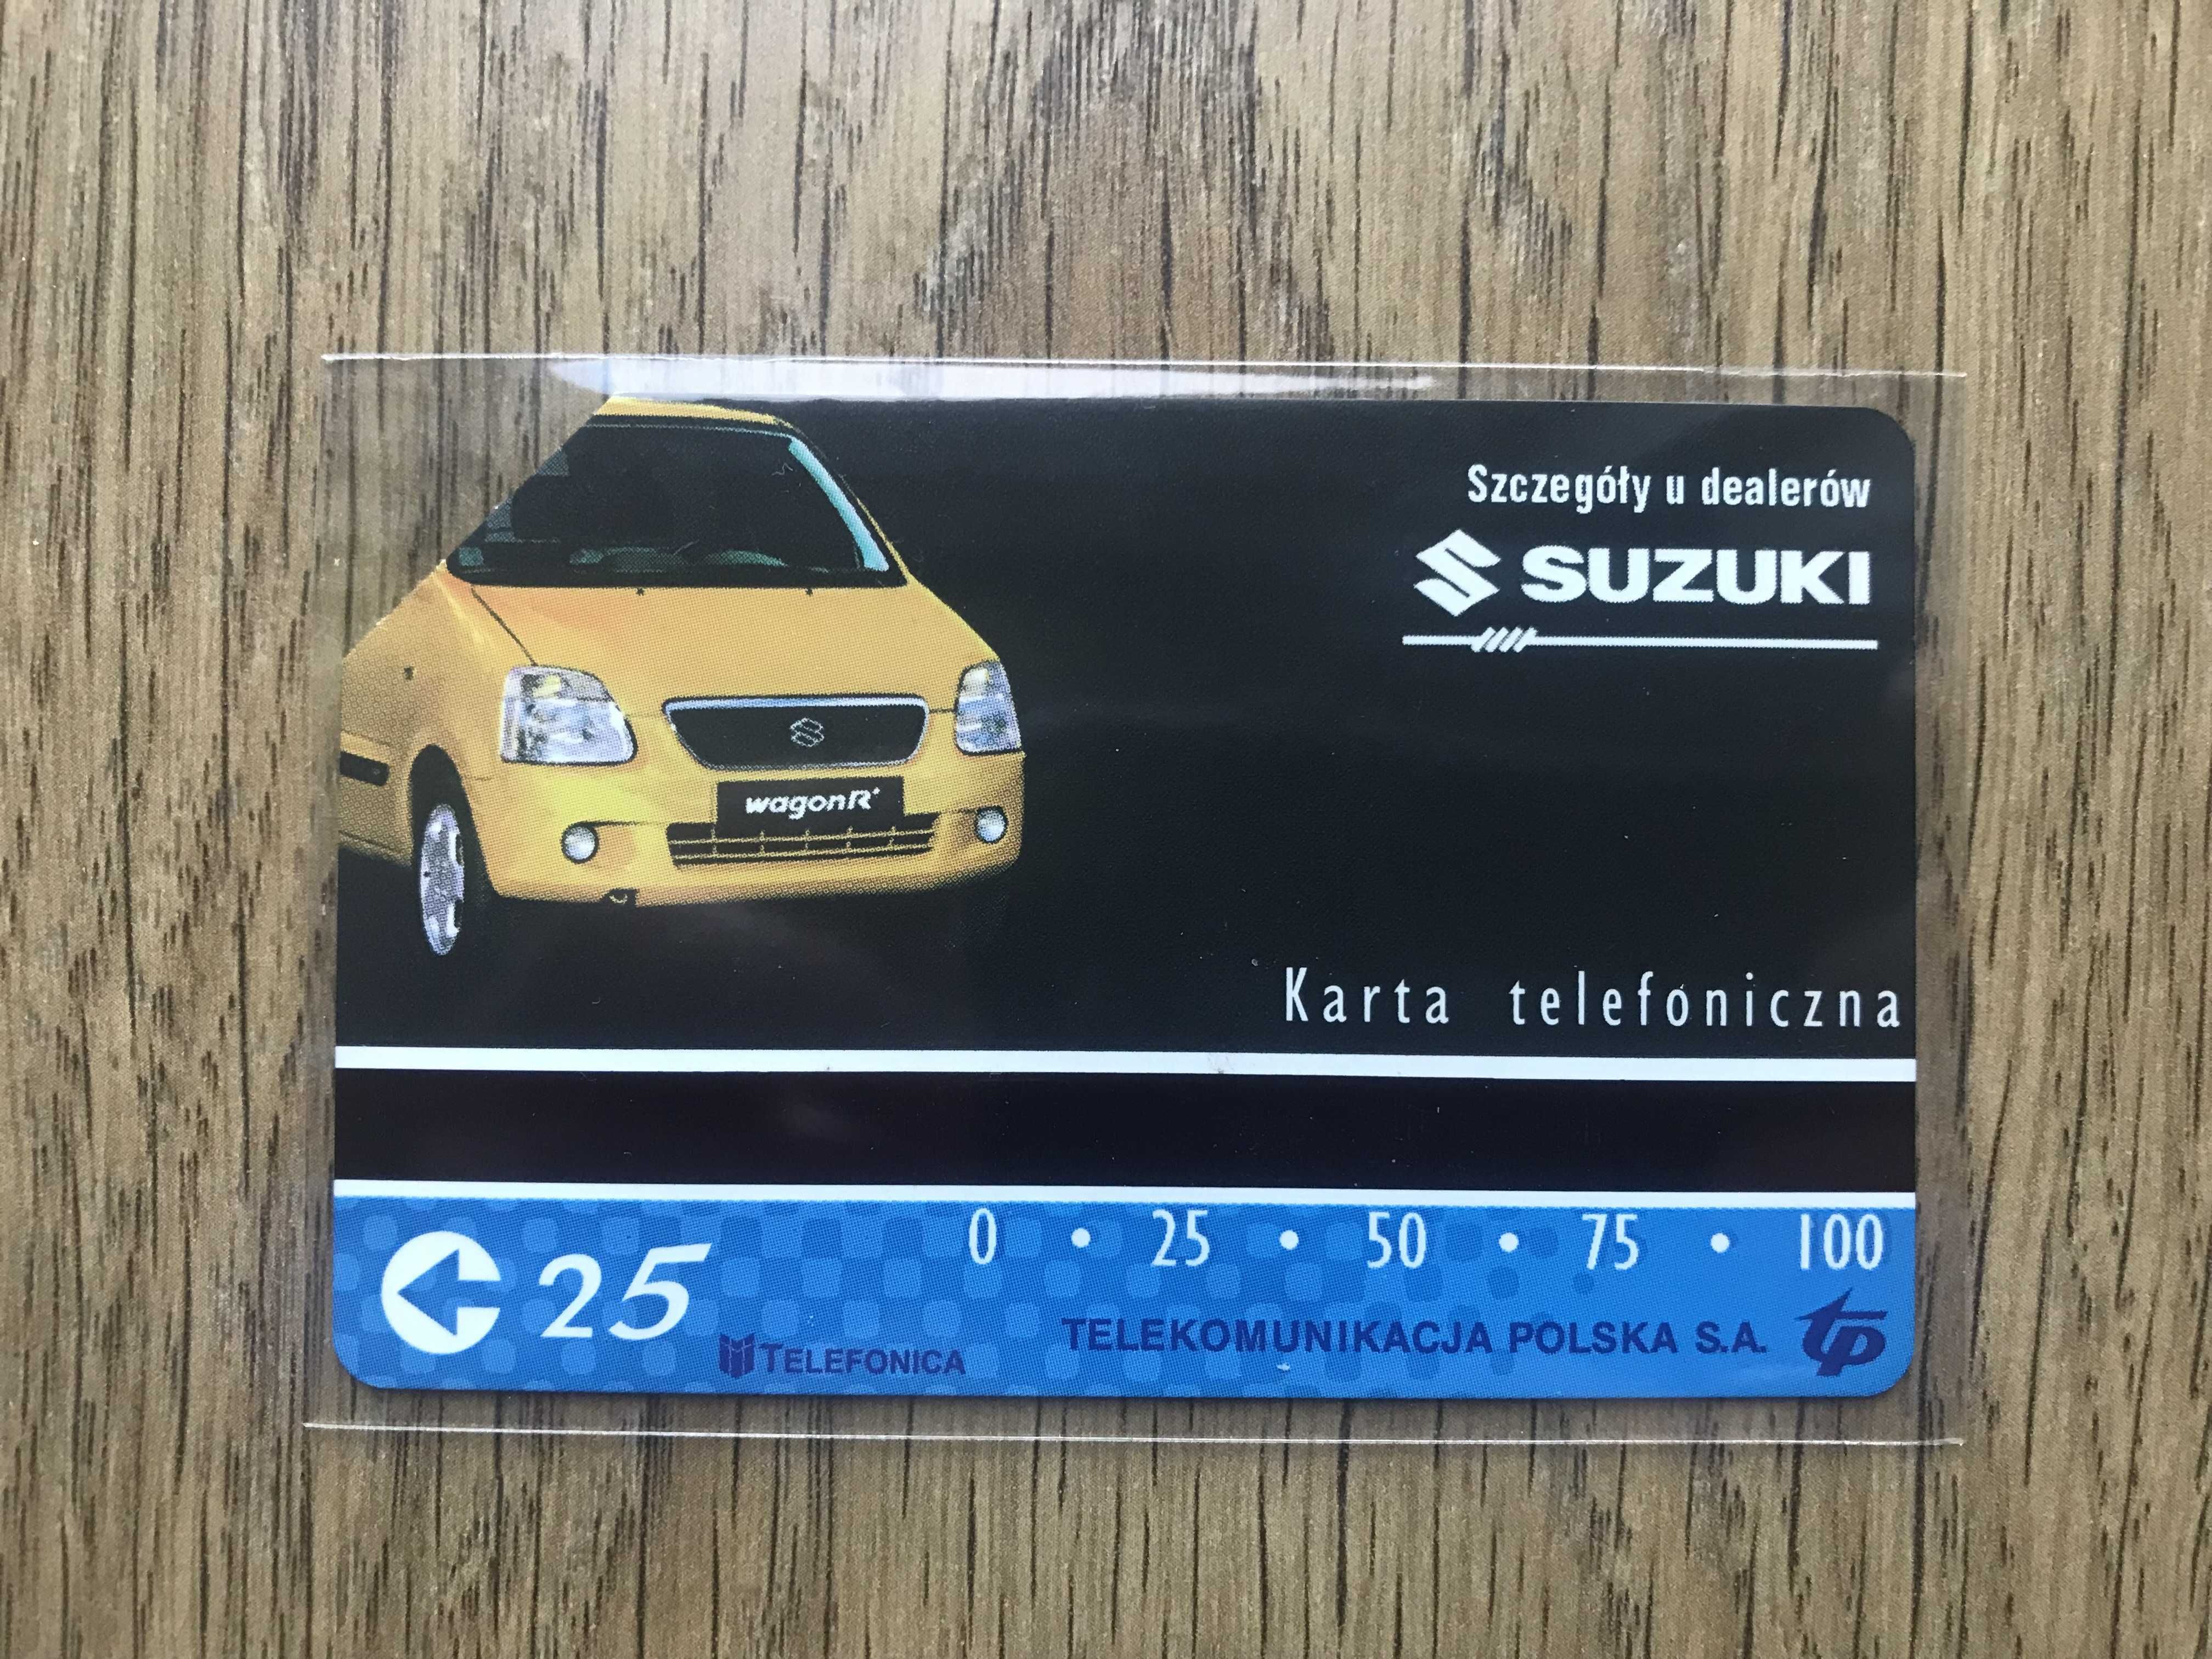 Szczegóły u dealerów
SUZUKI
wagonR+
Karta telefoniczna
0 • 25 • 50 • 75 • 100
25
TELEFONICA
TELEKOMUNIKACJA POLSKA S.A. tp